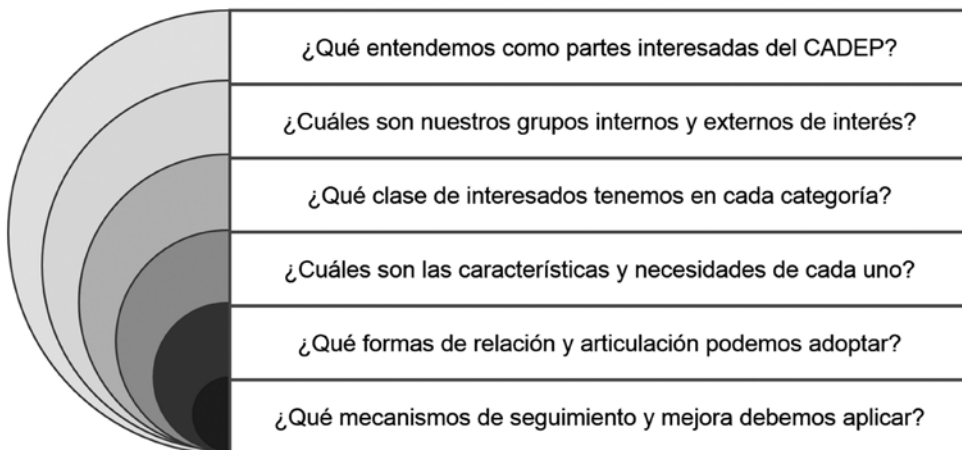 ¿Qué entendemos como partes interesadas del CADEP?
¿Cuáles son nuestros grupos internos y externos de interés?
¿Qué clase de interesados tenemos en cada categoría?
¿Cuáles son las características y necesidades de cada uno?
¿Qué formas de relación y articulación podemos adoptar?
¿Qué mecanismos de seguimiento y mejora debemos aplicar?